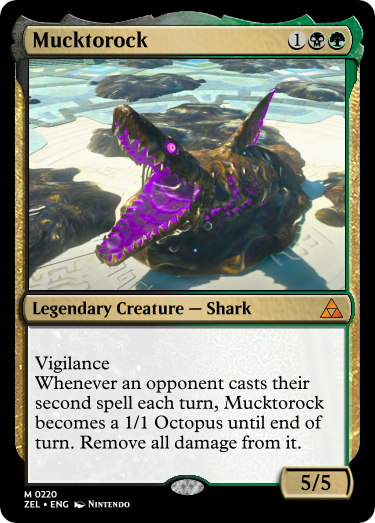 Mucktorock 1
Legendary Creature — Shark
Vigilance
Whenever an opponent casts their
second spell each turn, Mucktorock
becomes a 1/1 Octopus until end of
turn. Remove all damage from it.
5/5
M 0220
ZEL • ENG Nintendo